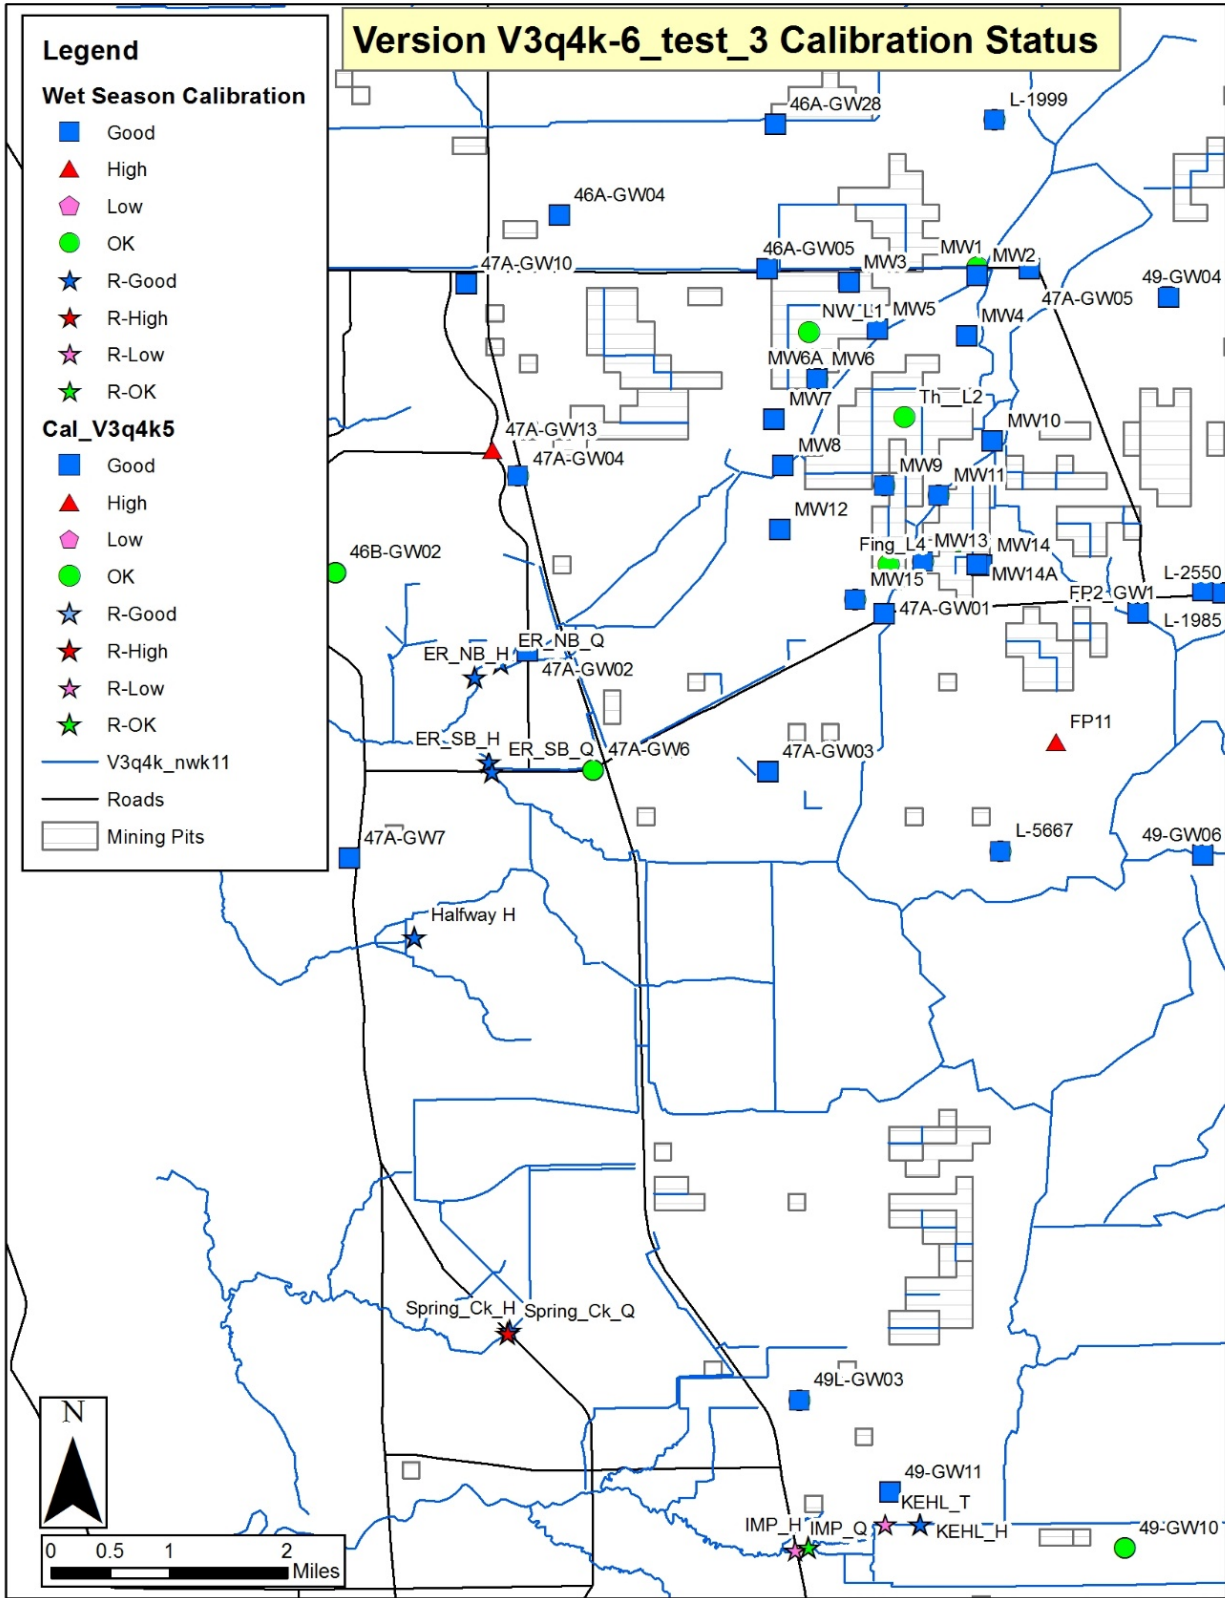 Version V3q4k-6_test_3 Calibration Status
Legend
Wet Season Calibration
Good
High
Low
OK
R-Good
R-High
R-Low
R-OK
Cal_V3q4k5
Good
High
Low
OK
R-Good
R-High
R-Low
R-OK
V3q4k_nwk11
Roads
Mining Pits
46A-GW28
L-1999
46A-GW04
46A-GW05
MW1
MW2
MW3
47A-GW10
49-GW04
47A-GW05
NW_L1
MW5
MW4
MW6A
MW6
MW7
Th__L2
47A-GW13
MW10
MW8
47A-GW04
MW9
MW11
MW12
Fing_L4
MW13
MW14
46B-GW02
MW15
MW14A
L-2550
FP2_GW1
47A-GW01
L-1985
ER_NB_Q
ER_NB_H
47A-GW02
FP11
ER_SB_H
ER_SB_Q
47A-GW6
47A-GW03
47A-GW7
L-5667
49-GW06
Halfway H
Spring_Ck_H
Spring_Ck_Q
49L-GW03
49-GW11
KEHL_T
IMP_H
IMP_Q
KEHL_H
49-GW10
N
0 0.5 1 2
Miles